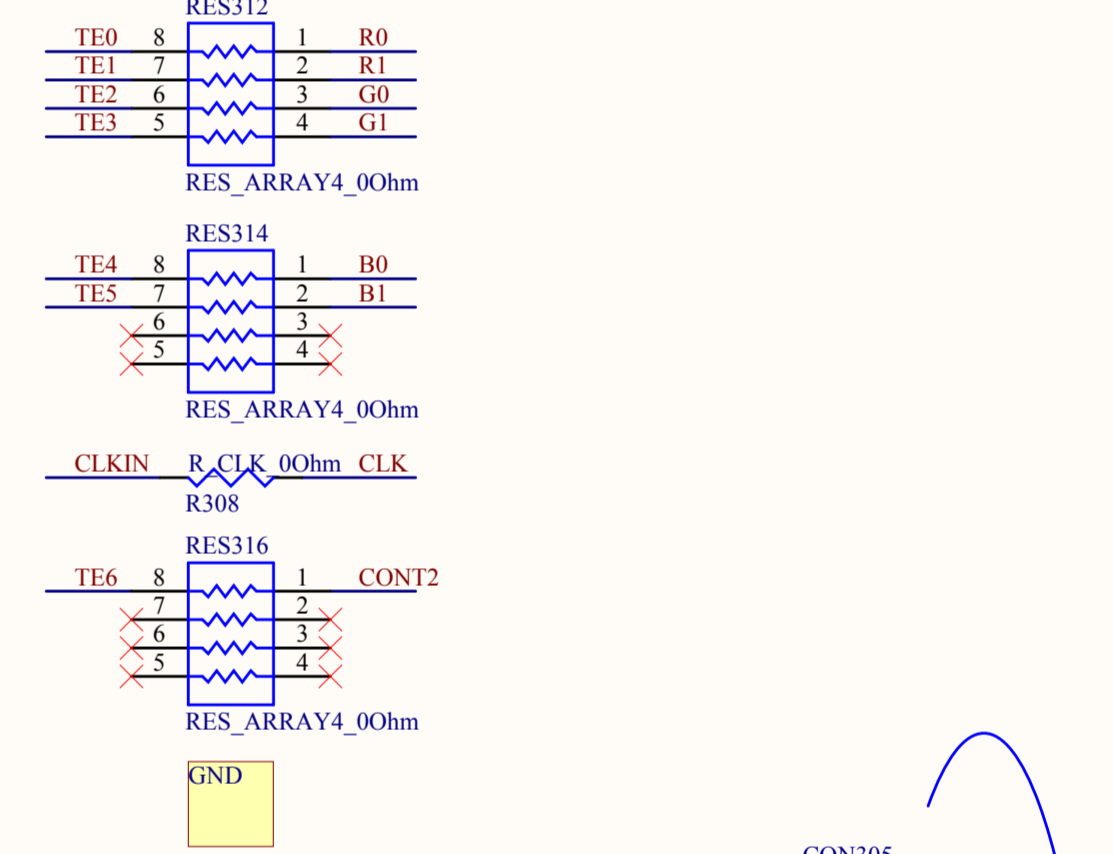 RES312
TE0 8 1 R0
TE1 7 2 R1
TE2 6 3 G0
TE3 5 4 G1
RES_ARRAY4_0Ohm
RES314
TE4 8 1 B0
TE5 7 2 B1
6 3
5 4
RES_ARRAY4_0Ohm
CLKIN R_CLK_0Ohm CLK
R308
RES316
TE6 8 1 CONT2
7 2
6 3
5 4
RES_ARRAY4_0Ohm
GND
CON305